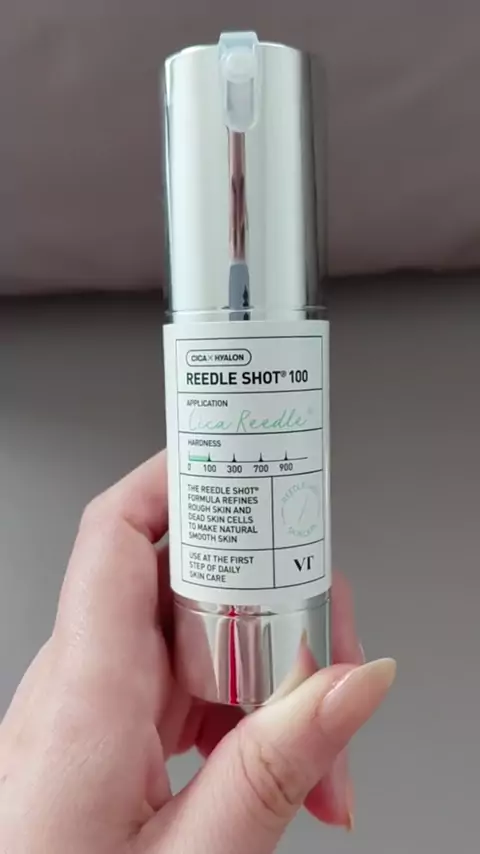 CICA × HYALON
REEDLE SHOT® 100
APPLICATION
Cica Reedle®
HARDNESS
0 100 300 700 900
THE REEDLE SHOT®
FORMULA REFINES
ROUGH SKIN AND
DEAD SKIN CELLS
TO MAKE NATURAL
SMOOTH SKIN
REEDLE SHOT
USE AT THE FIRST
STEP OF DAILY
SKIN CARE
VT